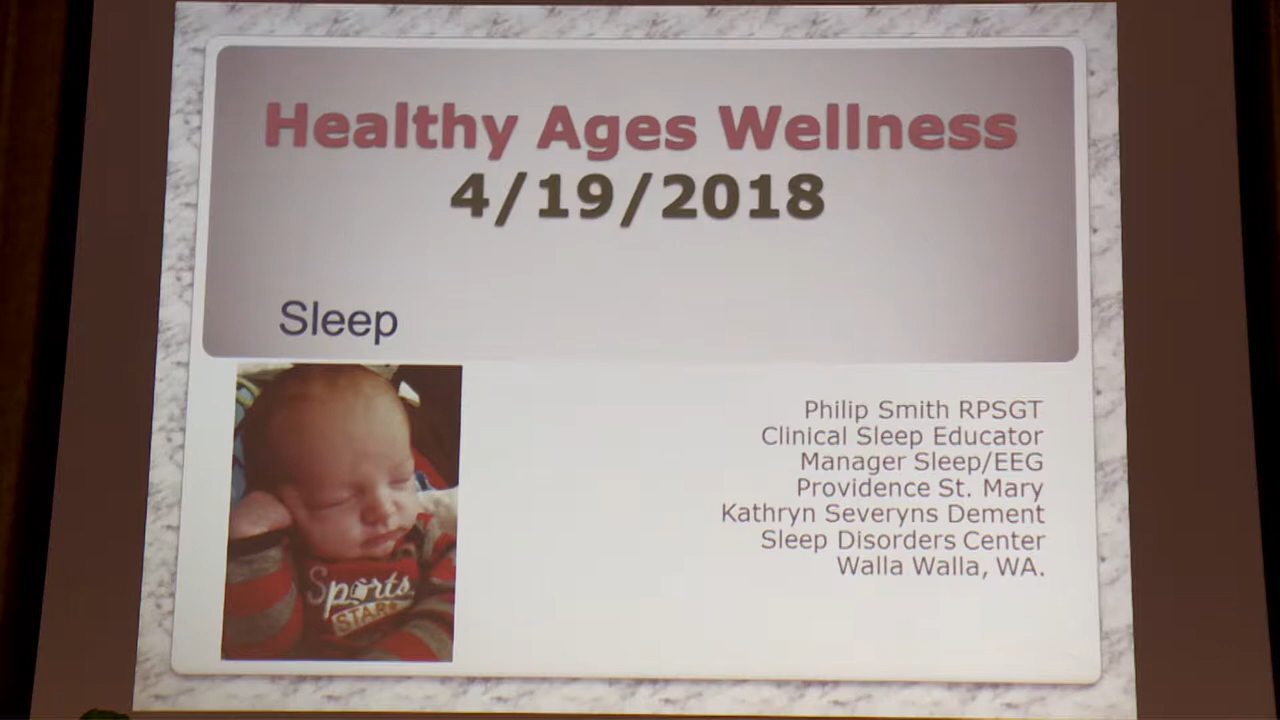 Healthy Ages Wellness
4/19/2018
Sleep
Sports
STARS
Philip Smith RPSGT
Clinical Sleep Educator
Manager Sleep/EEG
Providence St. Mary
Kathryn Severyns Dement
Sleep Disorders Center
Walla Walla, WA.